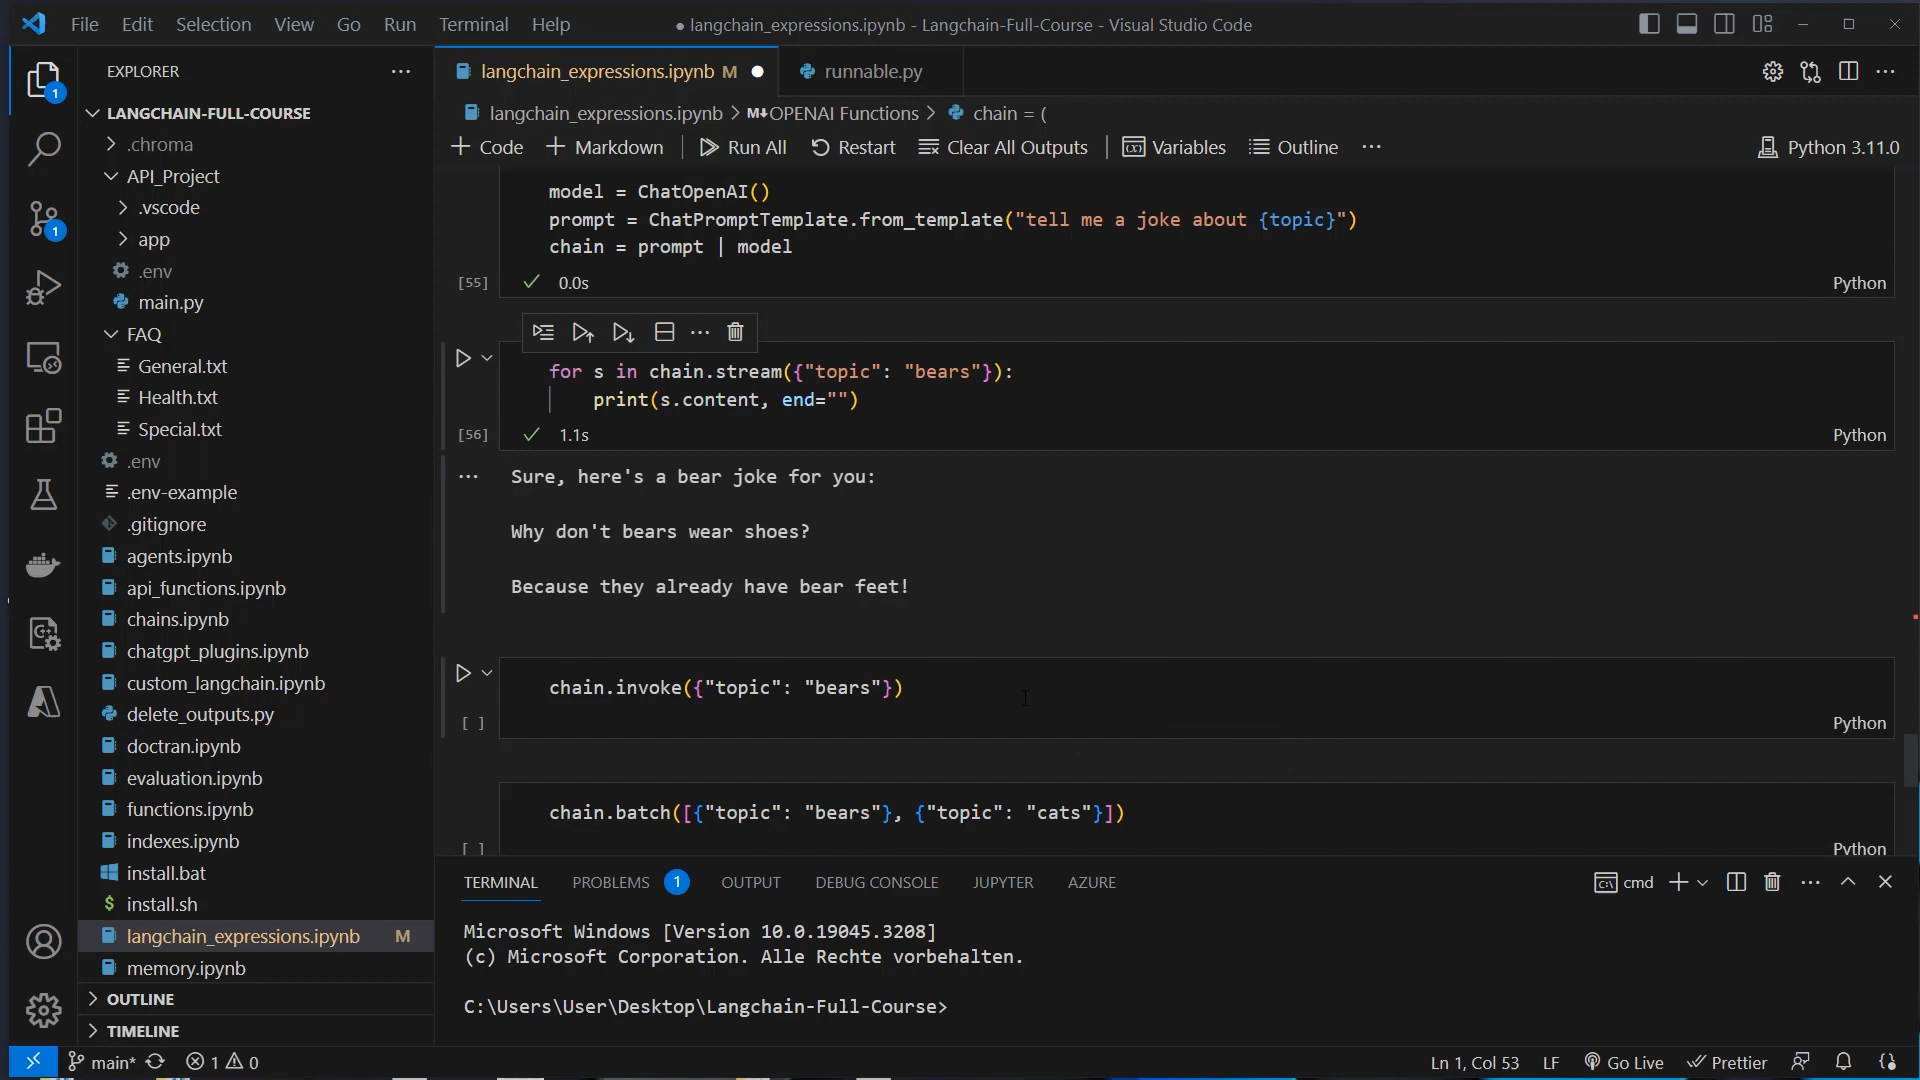 File Edit Selection View Go Run Terminal Help
● langchain_expressions.ipynb - Langchain-Full-Course - Visual Studio Code
EXPLORER
LANGCHAIN-FULL-COURSE
.chroma
API_Project
.vscode
app
.env
main.py
FAQ
General.txt
Health.txt
Special.txt
.env
.env-example
.gitignore
agents.ipynb
api_functions.ipynb
chains.ipynb
chatgpt_plugins.ipynb
custom_langchain.ipynb
delete_outputs.py
doctran.ipynb
evaluation.ipynb
functions.ipynb
indexes.ipynb
install.bat
install.sh
langchain_expressions.ipynb M
memory.ipynb
OUTLINE
TIMELINE
1
1
langchain_expressions.ipynb M ●
runnable.py
langchain_expressions.ipynb > M↓OPENAI Functions > chain = (
+ Code + Markdown Run All Restart Clear All Outputs Variables Outline ···
Python 3.11.0
model = ChatOpenAI()
prompt = ChatPromptTemplate.from_template("tell me a joke about {topic}")
chain = prompt | model
[55] ✓ 0.0s Python
for s in chain.stream({"topic": "bears"}):
print(s.content, end="")
[56] ✓ 1.1s Python
Sure, here's a bear joke for you:
Why don't bears wear shoes?
Because they already have bear feet!
chain.invoke({"topic": "bears"})
[ ] Python
chain.batch([{"topic": "bears"}, {"topic": "cats"}])
[ ] Python
TERMINAL PROBLEMS 1 OUTPUT DEBUG CONSOLE JUPYTER AZURE
cmd
Microsoft Windows [Version 10.0.19045.3208]
(c) Microsoft Corporation. Alle Rechte vorbehalten.
C:\Users\User\Desktop\Langchain-Full-Course>
main* 1 0
Ln 1, Col 53 LF Go Live Prettier